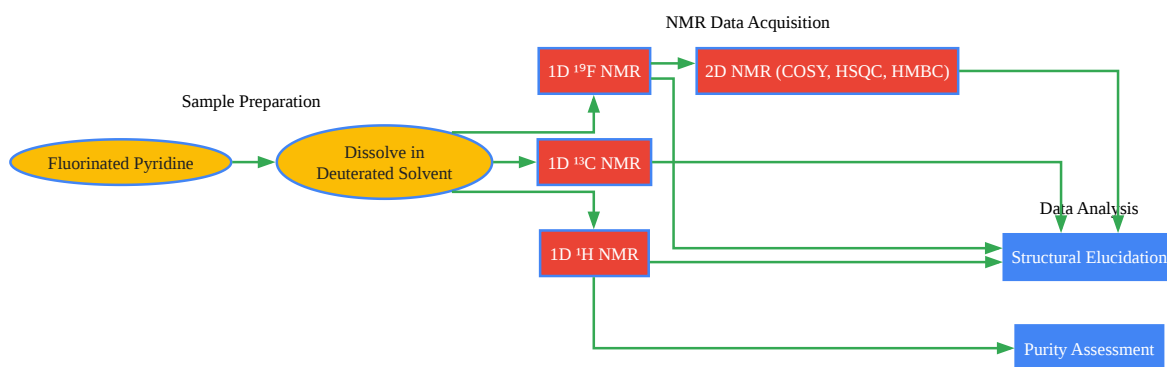 NMR Data Acquisition
1D ¹⁹F NMR
2D NMR (COSY, HSQC, HMBC)
Sample Preparation
Fluorinated Pyridine
Dissolve in
Deuterated Solvent
1D ¹³C NMR
Data Analysis
1D ¹H NMR
Structural Elucidation
Purity Assessment